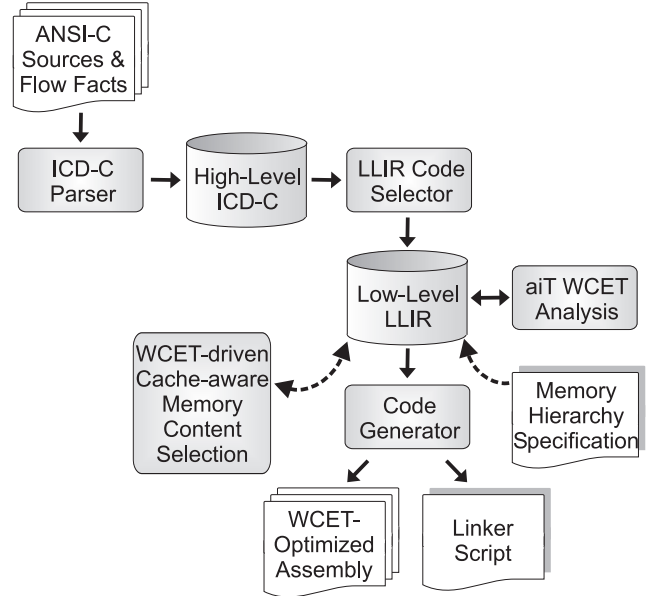 ANSI-C
Sources &
Flow Facts
ICD-C
Parser
High-Level
ICD-C
LLIR Code
Selector
Low-Level
LLIR
aiT WCET
Analysis
WCET-driven
Cache-aware
Memory
Content
Selection
Code
Generator
Memory
Hierarchy
Specification
WCET-
Optimized
Assembly
Linker
Script